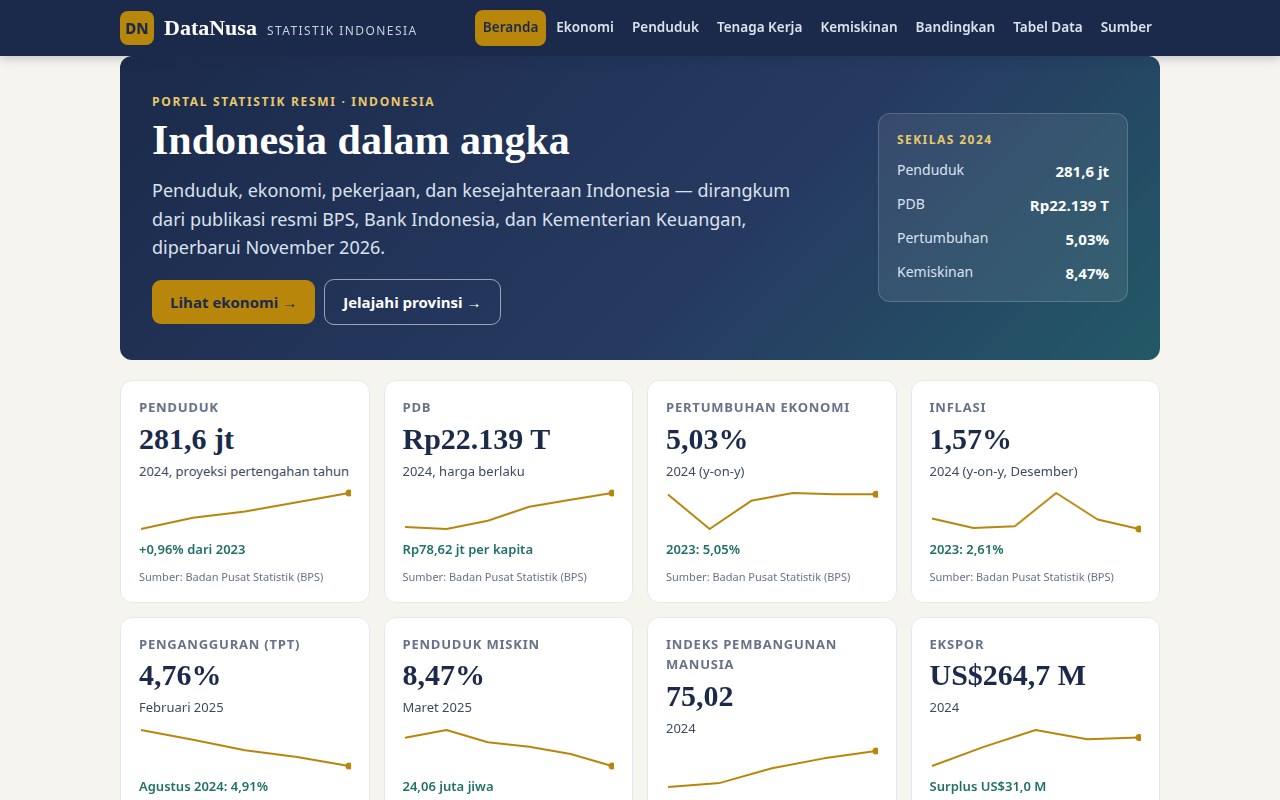 DN DataNusa STATISTIK INDONESIA Beranda Ekonomi Penduduk Tenaga Kerja Kemiskinan Bandingkan Tabel Data Sumber
PORTAL STATISTIK RESMI · INDONESIA
Indonesia dalam angka
Penduduk, ekonomi, pekerjaan, dan kesejahteraan Indonesia — dirangkum
dari publikasi resmi BPS, Bank Indonesia, dan Kementerian Keuangan,
diperbarui November 2026.
Lihat ekonomi → Jelajahi provinsi →
SEKILAS 2024
Penduduk 281,6 jt
PDB Rp22.139 T
Pertumbuhan 5,03%
Kemiskinan 8,47%
PENDUDUK
281,6 jt
2024, proyeksi pertengahan tahun
+0,96% dari 2023
Sumber: Badan Pusat Statistik (BPS)
PDB
Rp22.139 T
2024, harga berlaku
Rp78,62 jt per kapita
Sumber: Badan Pusat Statistik (BPS)
PERTUMBUHAN EKONOMI
5,03%
2024 (y-on-y)
2023: 5,05%
Sumber: Badan Pusat Statistik (BPS)
INFLASI
1,57%
2024 (y-on-y, Desember)
2023: 2,61%
Sumber: Badan Pusat Statistik (BPS)
PENGANGGURAN (TPT)
4,76%
Februari 2025
Agustus 2024: 4,91%
PENDUDUK MISKIN
8,47%
Maret 2025
24,06 juta jiwa
INDEKS PEMBANGUNAN
MANUSIA
75,02
2024
EKSPOR
US$264,7 M
2024
Surplus US$31,0 M